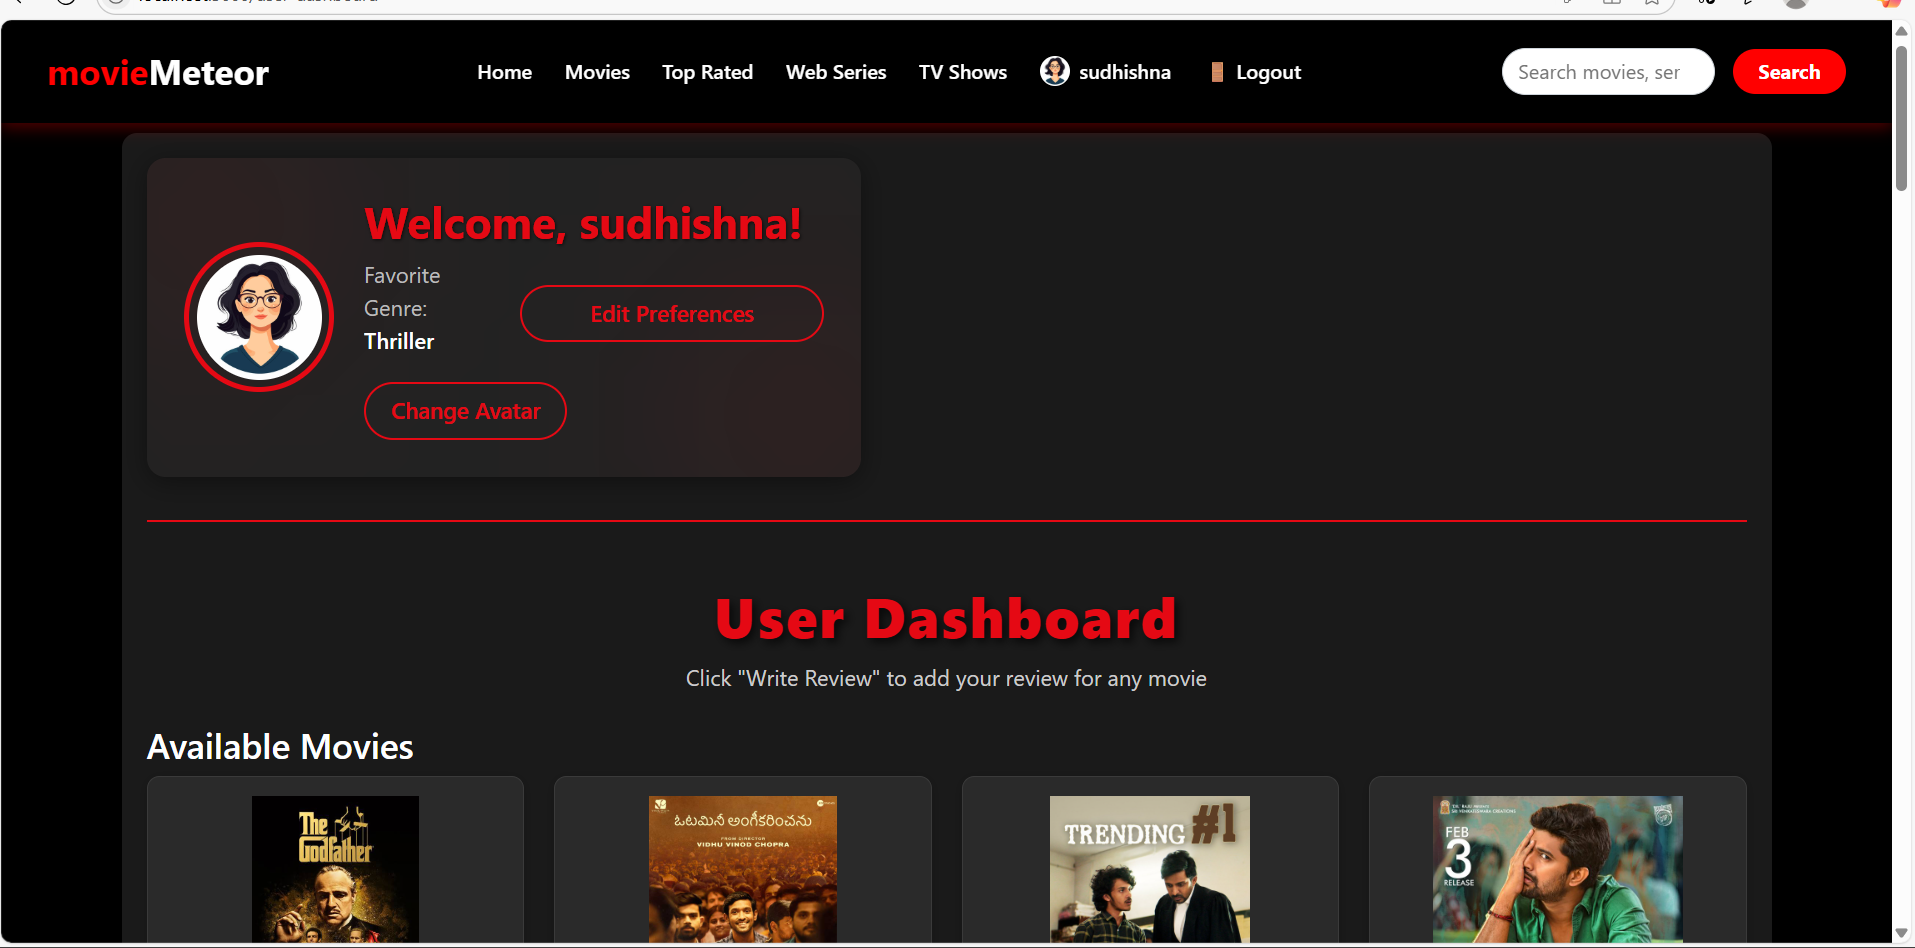 movieMeteor
Home Movies Top Rated Web Series TV Shows sudhishna Logout
Search movies, ser
Search
Welcome, sudhishna!
Favorite
Genre:
Thriller
Edit Preferences
Change Avatar
User Dashboard
Click "Write Review" to add your review for any movie
Available Movies
The
Godfather
ఓటమిని అంగీకరించను
FROM DIRECTOR
VIDHU VINOD CHOPRA
TRENDING #1
FEB
3
RELEASE